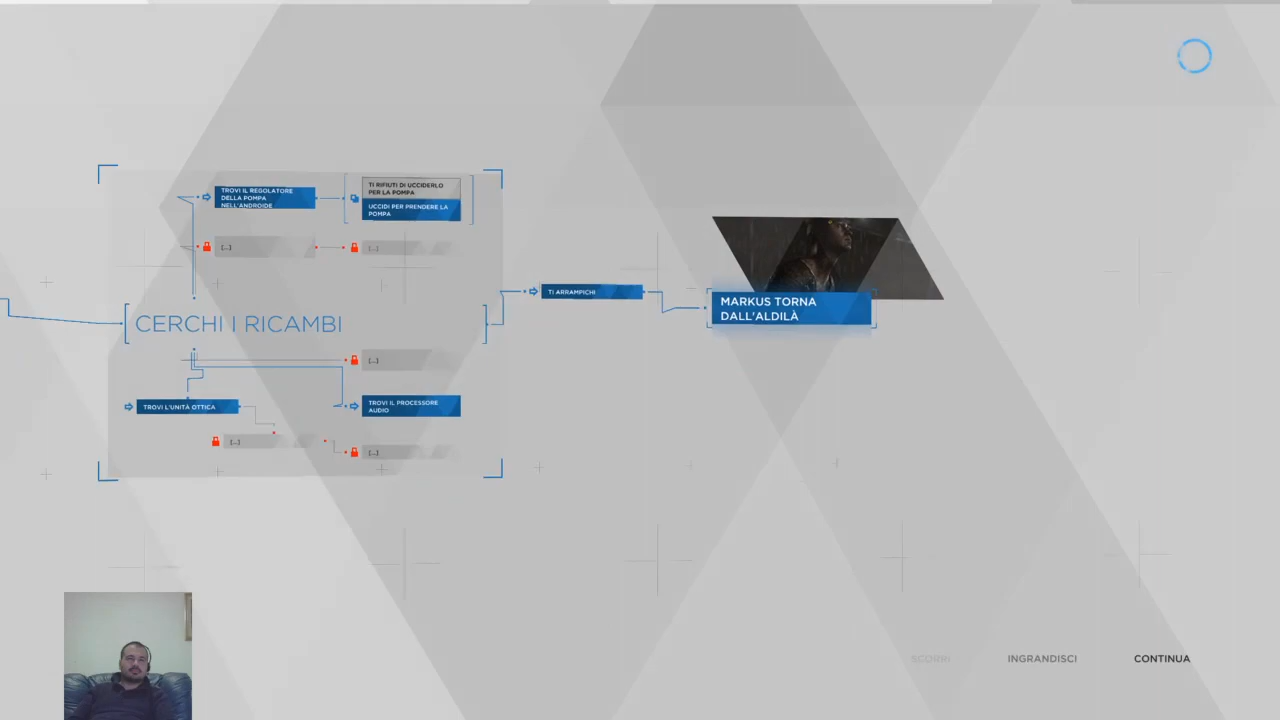 TROVI IL REGOLATORE
DELLA POMPA
NELL'ANDROIDE
TI RIFIUTI DI UCCIDERLO
PER LA POMPA
UCCIDI PER PRENDERE LA
POMPA
[...]
[...]
TI ARRAMPICHI
MARKUS TORNA
DALL'ALDILÀ
CERCHI I RICAMBI
[...]
TROVI L'UNITÀ OTTICA
TROVI IL PROCESSORE
AUDIO
[...]
[...]
SCORRI
INGRANDISCI
CONTINUA